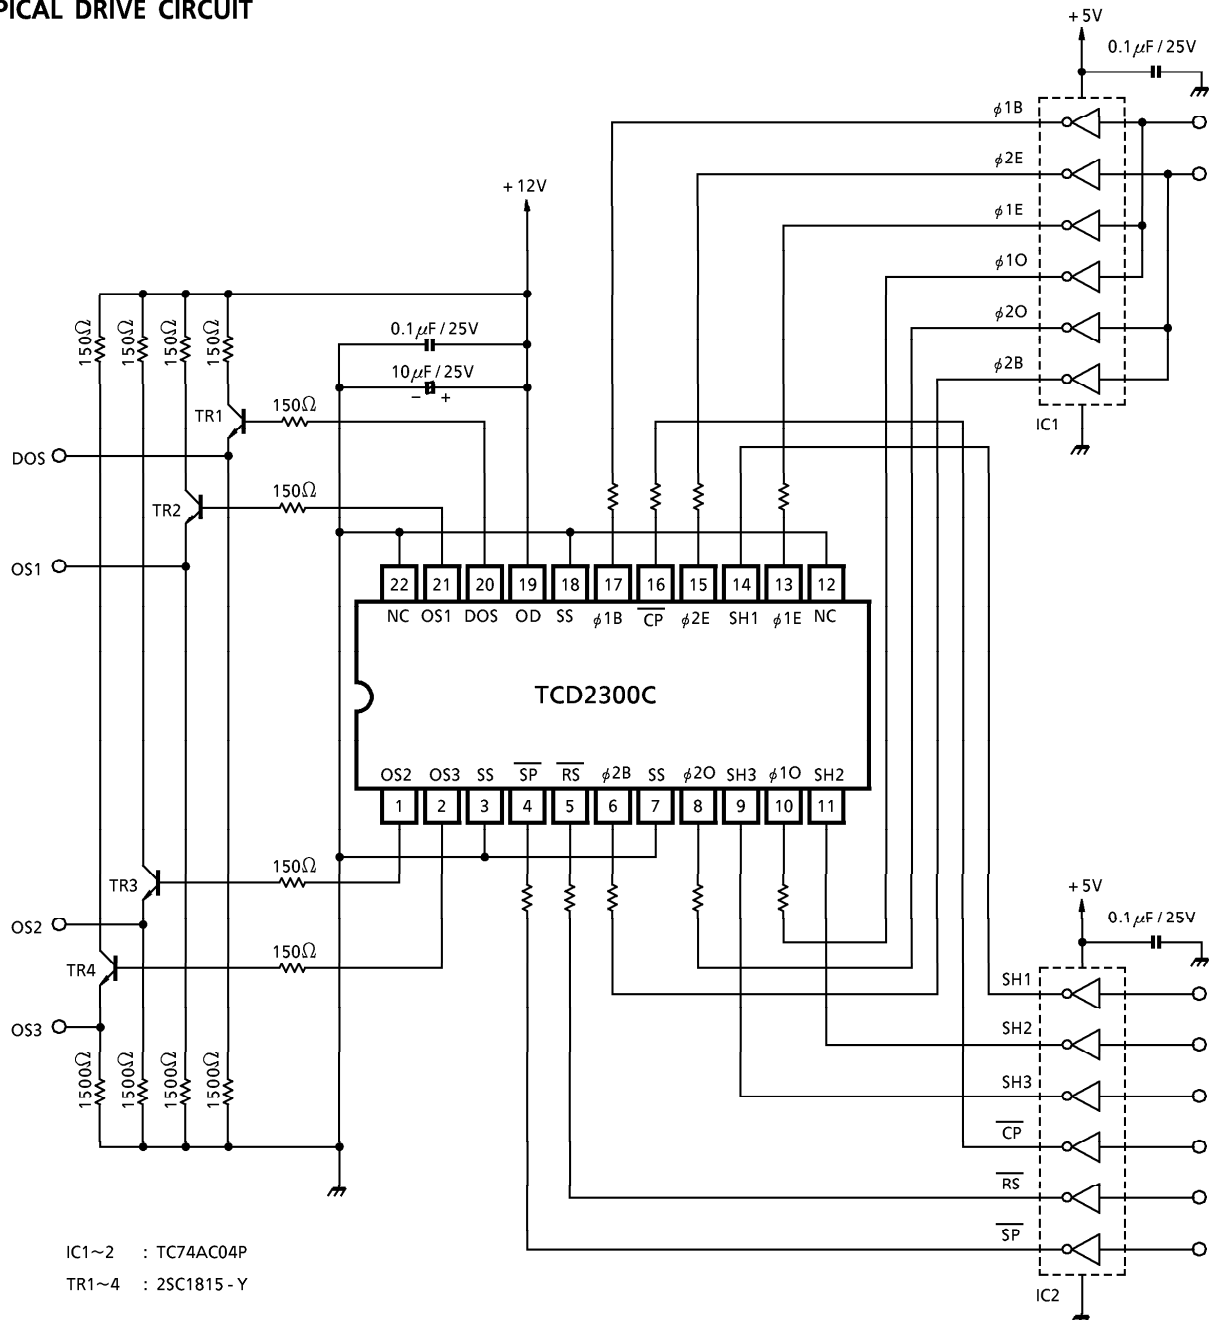 PICAL DRIVE CIRCUIT
+5V
0.1μF/25V
φ1B
φ2E
+12V
φ1E
φ1O
φ2O
φ2B
IC1
150Ω 150Ω 150Ω 150Ω
0.1μF/25V
10μF/25V
− +
TR1
150Ω
DOS
TR2
150Ω
OS1
22 21 20 19 18 17 16 15 14 13 12
NC OS1 DOS OD SS φ1B CP φ2E SH1 φ1E NC
TCD2300C
OS2 OS3 SS SP RS φ2B SS φ2O SH3 φ1O SH2
1 2 3 4 5 6 7 8 9 10 11
TR3
150Ω
OS2
TR4
150Ω
OS3
1500Ω 1500Ω 1500Ω 1500Ω
+5V
0.1μF/25V
SH1
SH2
SH3
CP
RS
SP
IC2
IC1~2 : TC74AC04P
TR1~4 : 2SC1815-Y